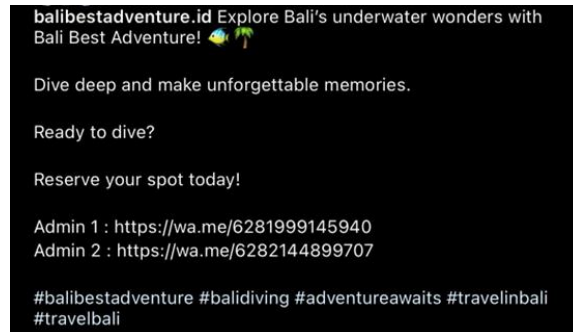 balibestadventure.id Explore Bali’s underwater wonders with
Bali Best Adventure! 🐠🌴
Dive deep and make unforgettable memories.
Ready to dive?
Reserve your spot today!
Admin 1 : https://wa.me/6281999145940
Admin 2 : https://wa.me/6282144899707
#balibestadventure #balidiving #adventureawaits #travelinbali
#travelbali